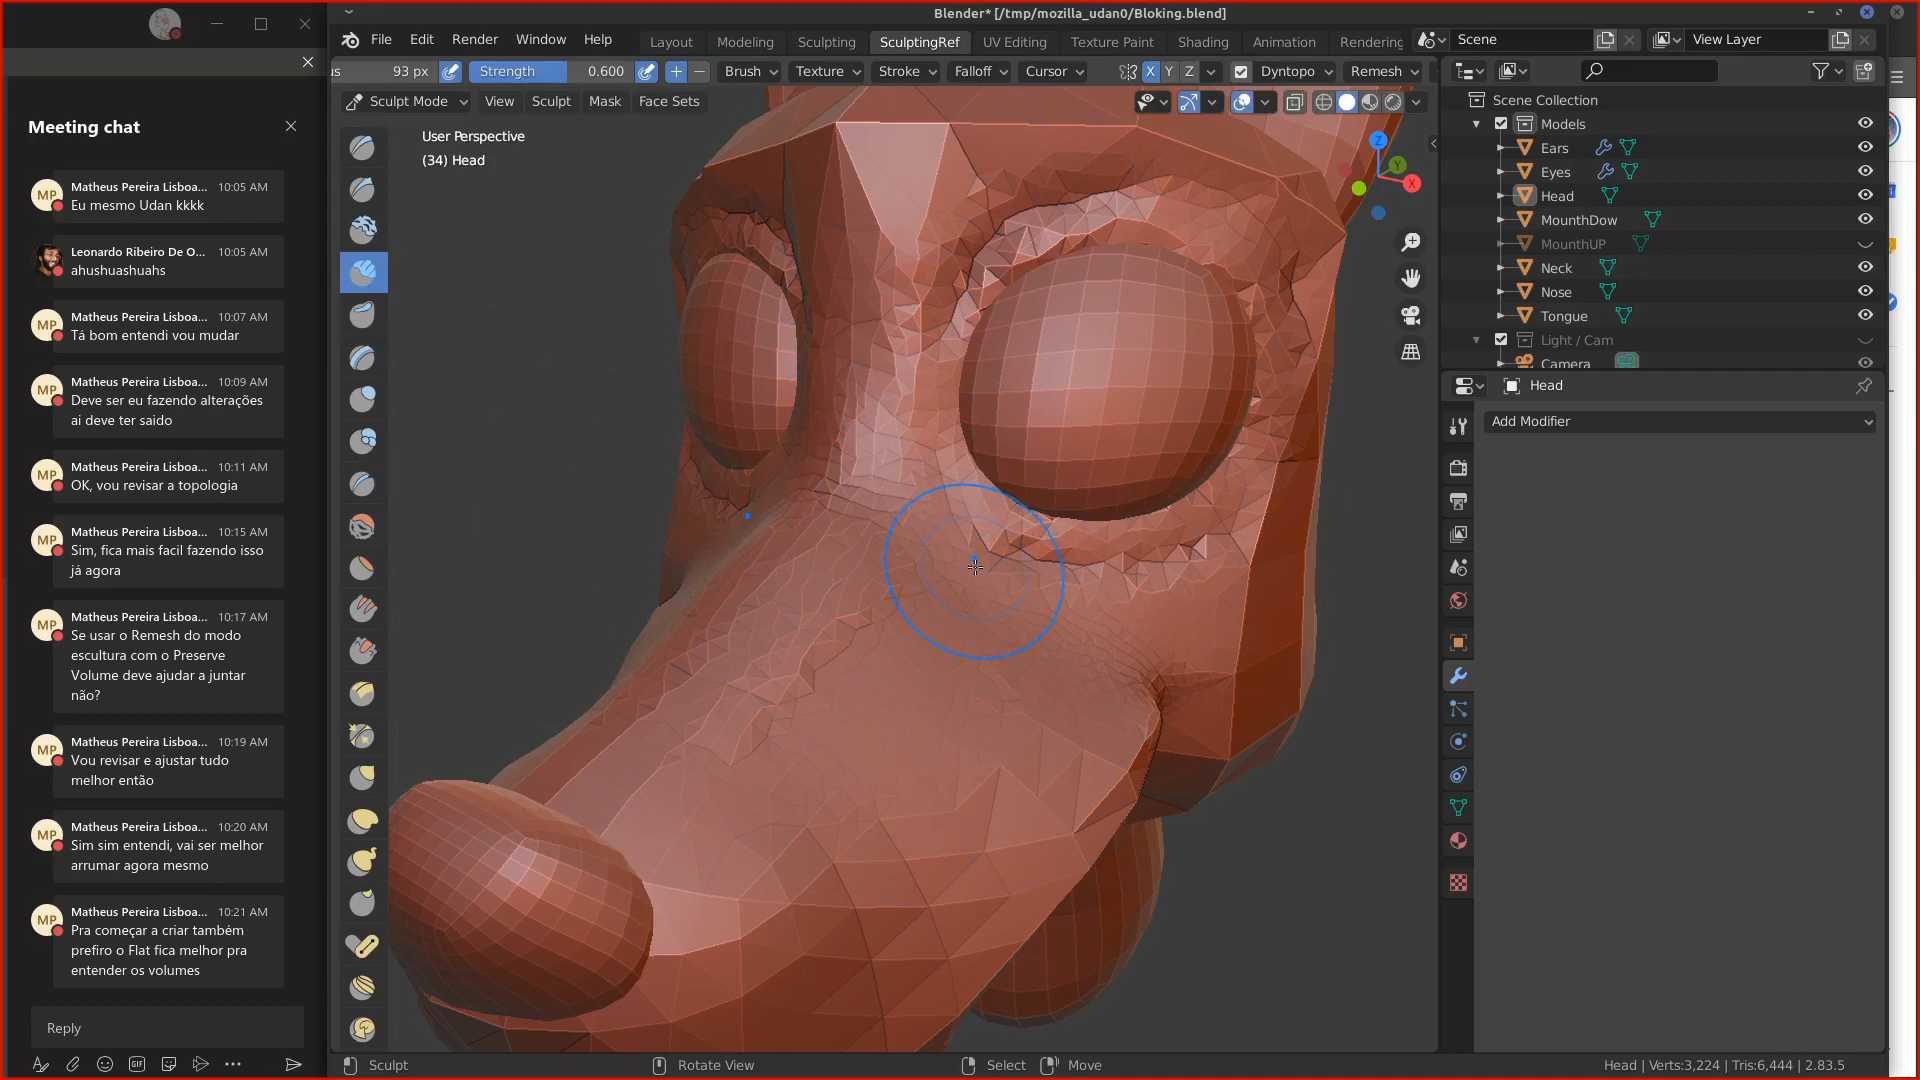 Blender* [/tmp/mozilla_udan0/Bloking.blend]
File Edit Render Window Help
Layout Modeling Sculpting SculptingRef UV Editing Texture Paint Shading Animation Rendering
Scene
View Layer
93 px
Strength 0.600
Brush Texture Stroke Falloff Cursor
X Y Z
Dyntopo Remesh
Sculpt Mode View Sculpt Mask Face Sets
User Perspective
(34) Head
Z
Y
X
Meeting chat
MP
Matheus Pereira Lisboa... 10:05 AM
Eu mesmo Udan kkkk
Leonardo Ribeiro De O... 10:05 AM
ahushuashuahs
MP
Matheus Pereira Lisboa... 10:07 AM
Tá bom entendi vou mudar
MP
Matheus Pereira Lisboa... 10:09 AM
Deve ser eu fazendo alterações
ai deve ter saido
MP
Matheus Pereira Lisboa... 10:11 AM
OK, vou revisar a topologia
MP
Matheus Pereira Lisboa... 10:15 AM
Sim, fica mais facil fazendo isso
já agora
MP
Matheus Pereira Lisboa... 10:17 AM
Se usar o Remesh do modo
escultura com o Preserve
Volume deve ajudar a juntar
não?
MP
Matheus Pereira Lisboa... 10:19 AM
Vou revisar e ajustar tudo
melhor então
MP
Matheus Pereira Lisboa... 10:20 AM
Sim sim entendi, vai ser melhor
arrumar agora mesmo
MP
Matheus Pereira Lisboa... 10:21 AM
Pra começar a criar também
prefiro o Flat fica melhor pra
entender os volumes
Reply
GIF
Scene Collection
Models
Ears
Eyes
Head
MounthDow
MounthUP
Neck
Nose
Tongue
Light / Cam
Camera
Head
Add Modifier
Sculpt
Rotate View
Select
Move
Head | Verts:3,224 | Tris:6,444 | 2.83.5